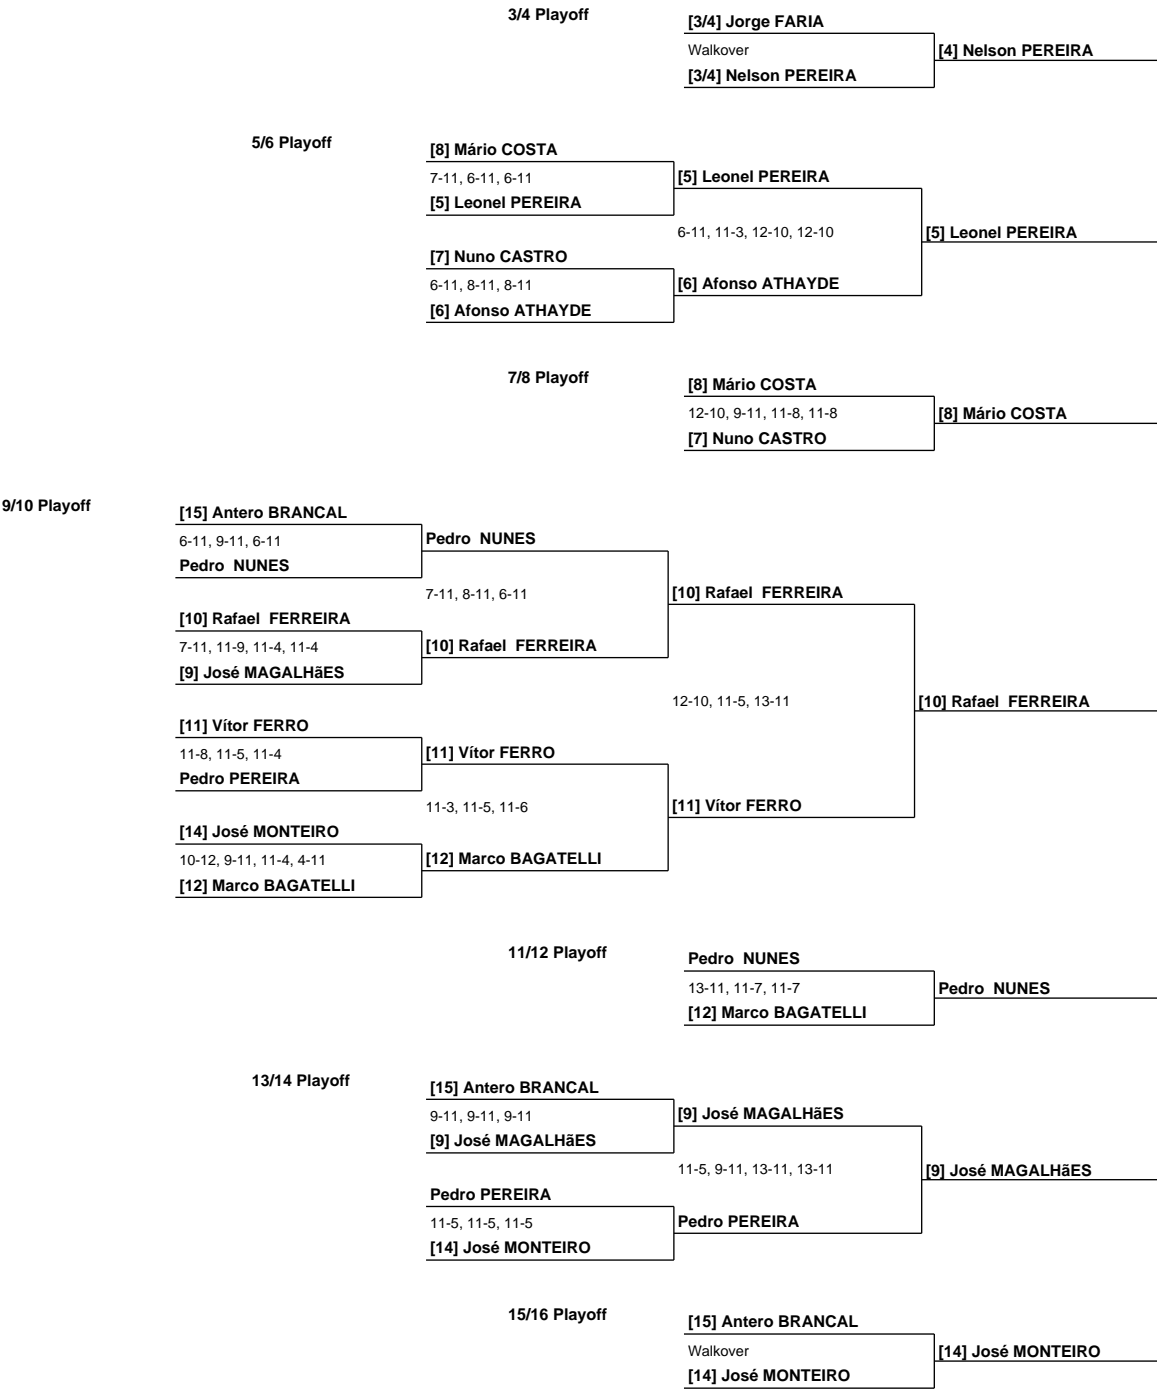 3/4 Playoff
[3/4] Jorge FARIA
Walkover
[4] Nelson PEREIRA
[3/4] Nelson PEREIRA
5/6 Playoff
[8] Mário COSTA
7-11, 6-11, 6-11
[5] Leonel PEREIRA
[5] Leonel PEREIRA
6-11, 11-3, 12-10, 12-10
[5] Leonel PEREIRA
[7] Nuno CASTRO
6-11, 8-11, 8-11
[6] Afonso ATHAYDE
[6] Afonso ATHAYDE
7/8 Playoff
[8] Mário COSTA
12-10, 9-11, 11-8, 11-8
[8] Mário COSTA
[7] Nuno CASTRO
9/10 Playoff
[15] Antero BRANCAL
6-11, 9-11, 6-11
Pedro  NUNES
Pedro  NUNES
7-11, 8-11, 6-11
[10] Rafael  FERREIRA
[10] Rafael  FERREIRA
7-11, 11-9, 11-4, 11-4
[10] Rafael  FERREIRA
[9] José MAGALHãES
12-10, 11-5, 13-11
[10] Rafael  FERREIRA
[11] Vítor FERRO
11-8, 11-5, 11-4
[11] Vítor FERRO
Pedro PEREIRA
11-3, 11-5, 11-6
[11] Vítor FERRO
[14] José MONTEIRO
10-12, 9-11, 11-4, 4-11
[12] Marco BAGATELLI
[12] Marco BAGATELLI
11/12 Playoff
Pedro  NUNES
13-11, 11-7, 11-7
Pedro  NUNES
[12] Marco BAGATELLI
13/14 Playoff
[15] Antero BRANCAL
9-11, 9-11, 9-11
[9] José MAGALHãES
[9] José MAGALHãES
11-5, 9-11, 13-11, 13-11
[9] José MAGALHãES
Pedro PEREIRA
11-5, 11-5, 11-5
Pedro PEREIRA
[14] José MONTEIRO
15/16 Playoff
[15] Antero BRANCAL
Walkover
[14] José MONTEIRO
[14] José MONTEIRO